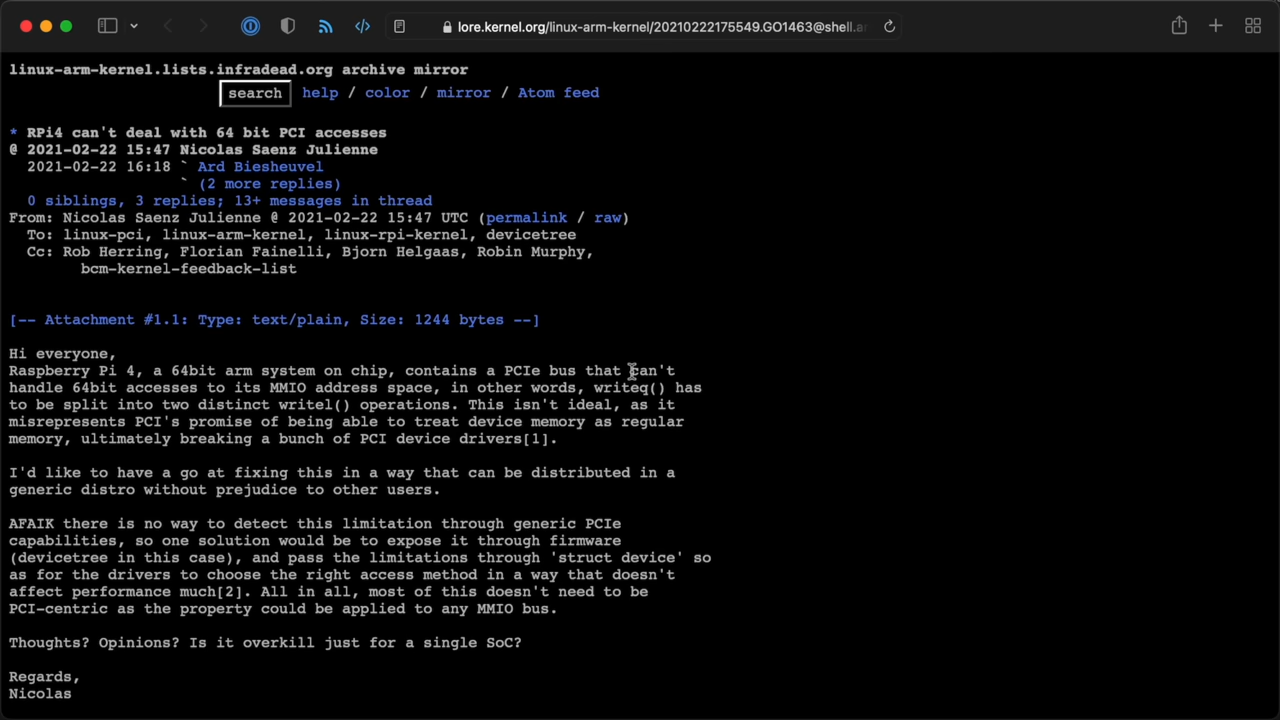 lore.kernel.org/linux-arm-kernel/20210222175549.GO1463@shell.ar
linux-arm-kernel.lists.infradead.org archive mirror
search help / color / mirror / Atom feed
* RPi4 can't deal with 64 bit PCI accesses
@ 2021-02-22 15:47 Nicolas Saenz Julienne
2021-02-22 16:18 ` Ard Biesheuvel
` (2 more replies)
0 siblings, 3 replies; 13+ messages in thread
From: Nicolas Saenz Julienne @ 2021-02-22 15:47 UTC (permalink / raw)
To: linux-pci, linux-arm-kernel, linux-rpi-kernel, devicetree
Cc: Rob Herring, Florian Fainelli, Bjorn Helgaas, Robin Murphy,
bcm-kernel-feedback-list
[-- Attachment #1.1: Type: text/plain, Size: 1244 bytes --]
Hi everyone,
Raspberry Pi 4, a 64bit arm system on chip, contains a PCIe bus that can't
handle 64bit accesses to its MMIO address space, in other words, writeq() has
to be split into two distinct writel() operations. This isn't ideal, as it
misrepresents PCI's promise of being able to treat device memory as regular
memory, ultimately breaking a bunch of PCI device drivers[1].
I'd like to have a go at fixing this in a way that can be distributed in a
generic distro without prejudice to other users.
AFAIK there is no way to detect this limitation through generic PCIe
capabilities, so one solution would be to expose it through firmware
(devicetree in this case), and pass the limitations through 'struct device' so
as for the drivers to choose the right access method in a way that doesn't
affect performance much[2]. All in all, most of this doesn't need to be
PCI-centric as the property could be applied to any MMIO bus.
Thoughts? Opinions? Is it overkill just for a single SoC?
Regards,
Nicolas